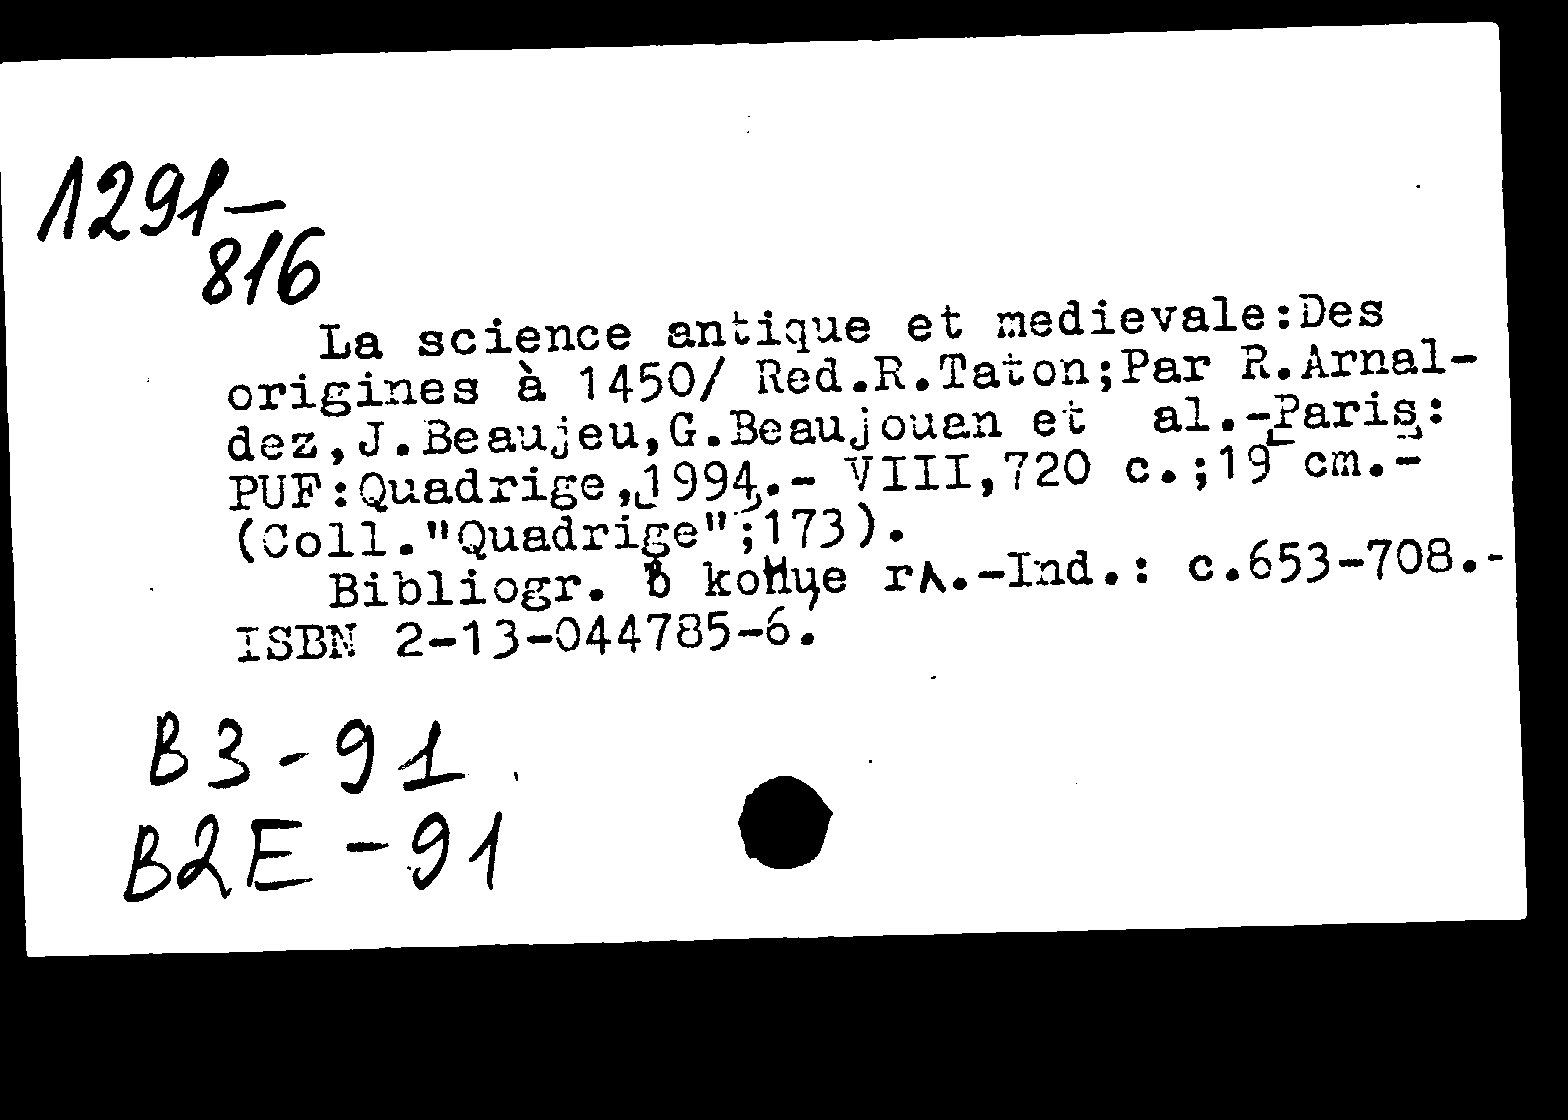 1291-
816
La science antique et medievale:Des
origines à 1450/ Red.R.Taton;Par R.Arnal-
dez,J.Beaujeu,G.Beaujouan et al.-Paris:
PUF:Quadrige,1994.- VIII,720 c.;19 cm.-
(Coll."Quadrige";173).
Bibliogr. в конце гл.-Ind.: c.653-708.-
ISBN 2-13-044785-6.
B3-91
B2E-91